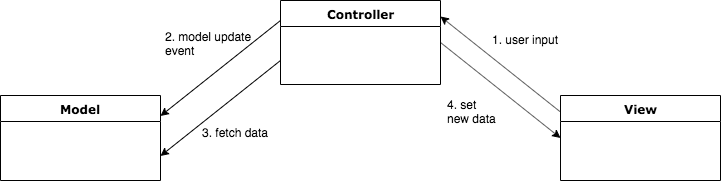 Controller
2. model update
event
1. user input
Model
3. fetch data
4. set
new data
View